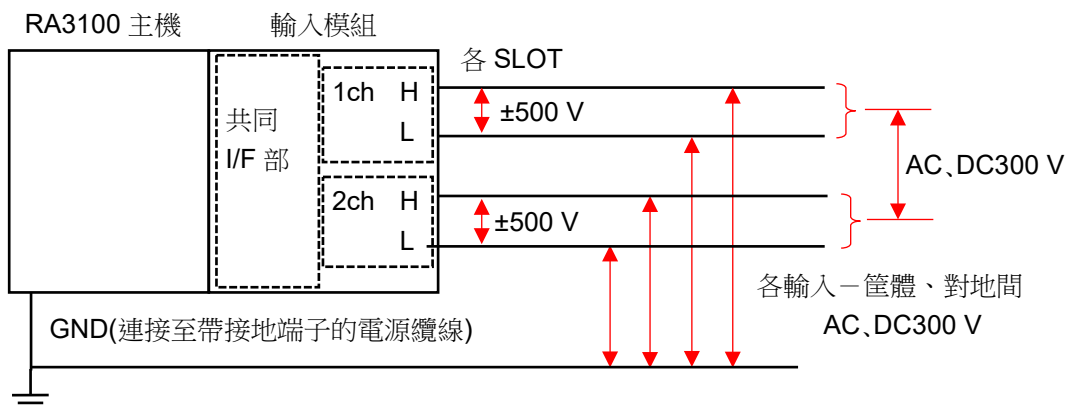 RA3100 主機
輸入模組
各 SLOT
共同
I/F 部
1ch H
L
±500 V
2ch H
L
±500 V
AC、DC300 V
各輸入－筐體、對地間
AC、DC300 V
GND(連接至帶接地端子的電源纜線)